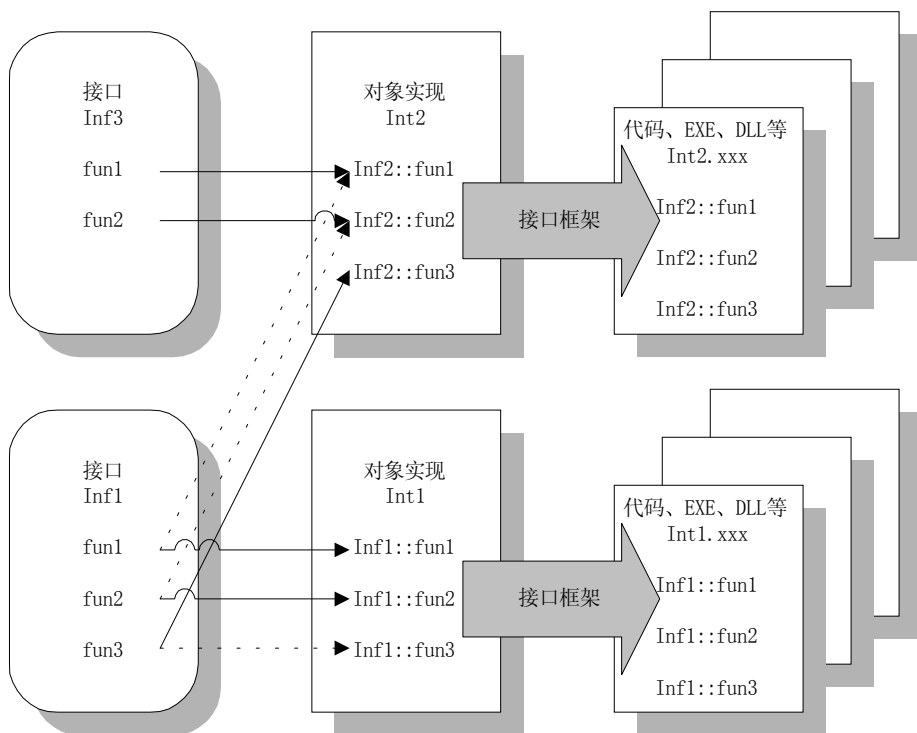 接口
Inf3
fun1
fun2
对象实现
Int2
Inf2::fun1
Inf2::fun2
Inf2::fun3
接口框架
代码、EXE、DLL等
Int2.xxx
Inf2::fun1
Inf2::fun2
Inf2::fun3
接口
Inf1
fun1
fun2
fun3
对象实现
Int1
Inf1::fun1
Inf1::fun2
Inf1::fun3
接口框架
代码、EXE、DLL等
Int1.xxx
Inf1::fun1
Inf1::fun2
Inf1::fun3